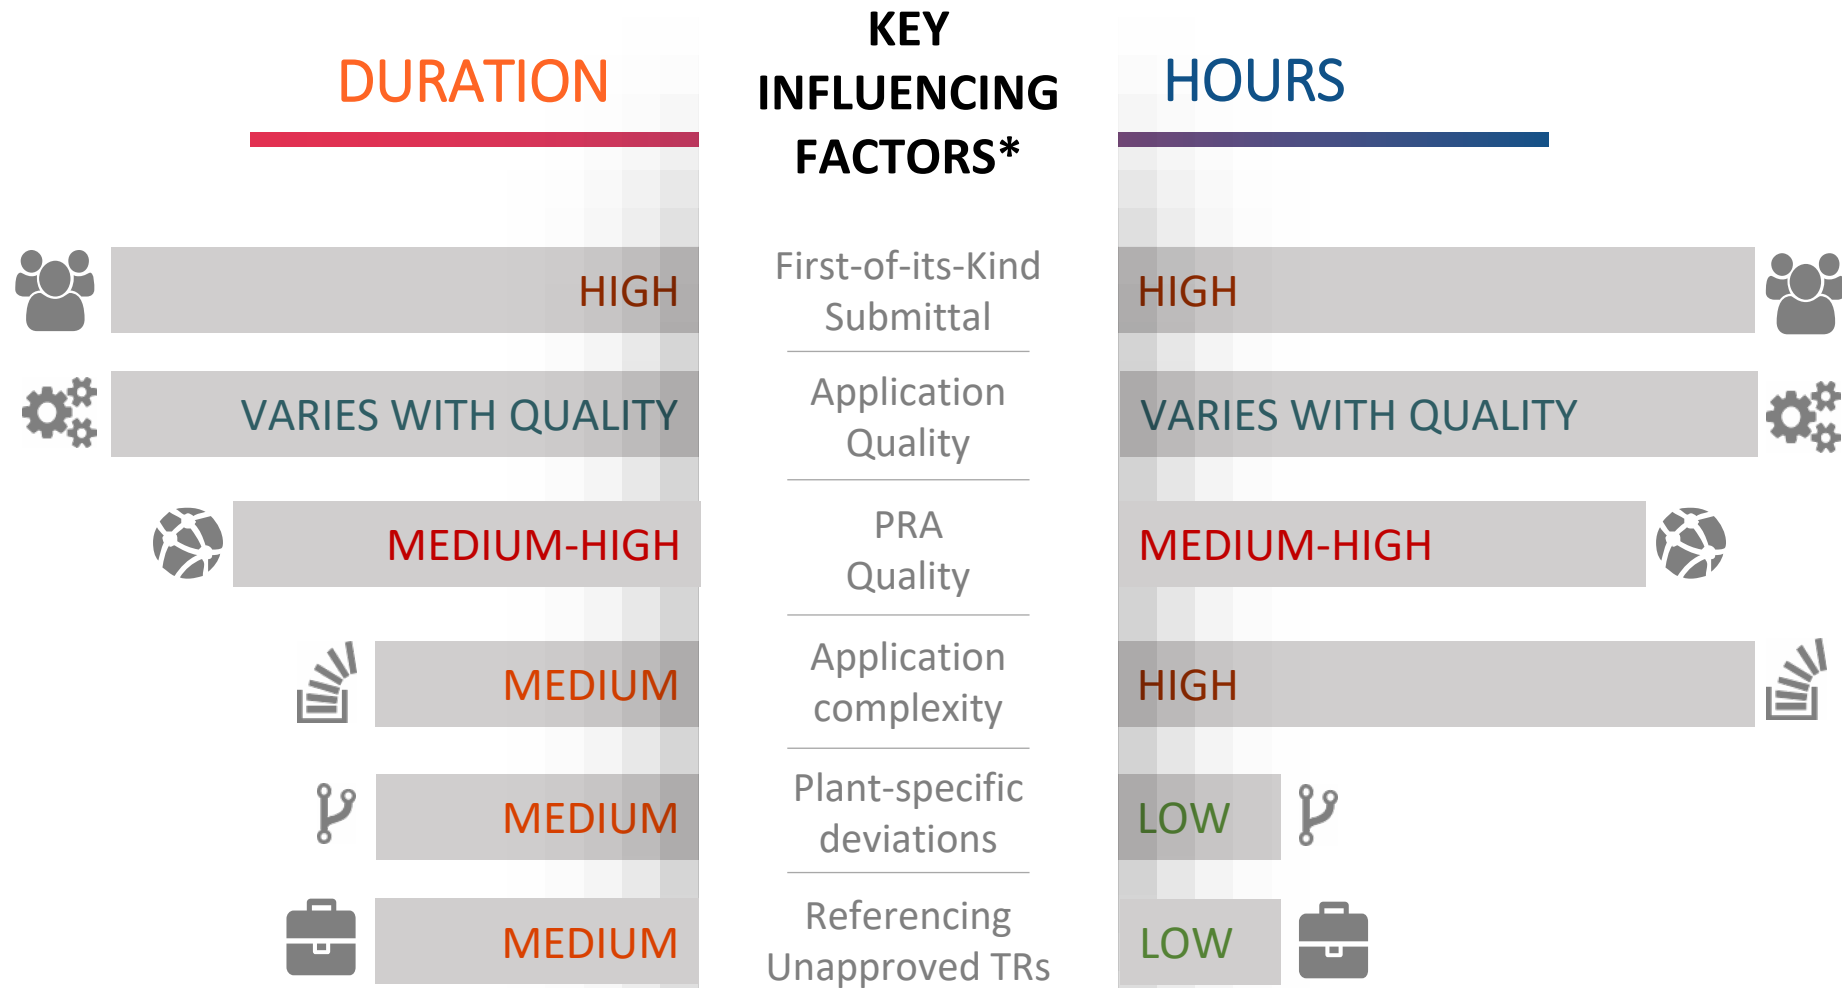 KEY
INFLUENCING
FACTORS*
DURATION
HOURS
HIGH
First-of-its-Kind
Submittal
HIGH
VARIES WITH QUALITY
Application
Quality
VARIES WITH QUALITY
MEDIUM-HIGH
PRA
Quality
MEDIUM-HIGH
MEDIUM
Application
complexity
HIGH
MEDIUM
Plant-specific
deviations
LOW
MEDIUM
Referencing
Unapproved TRs
LOW